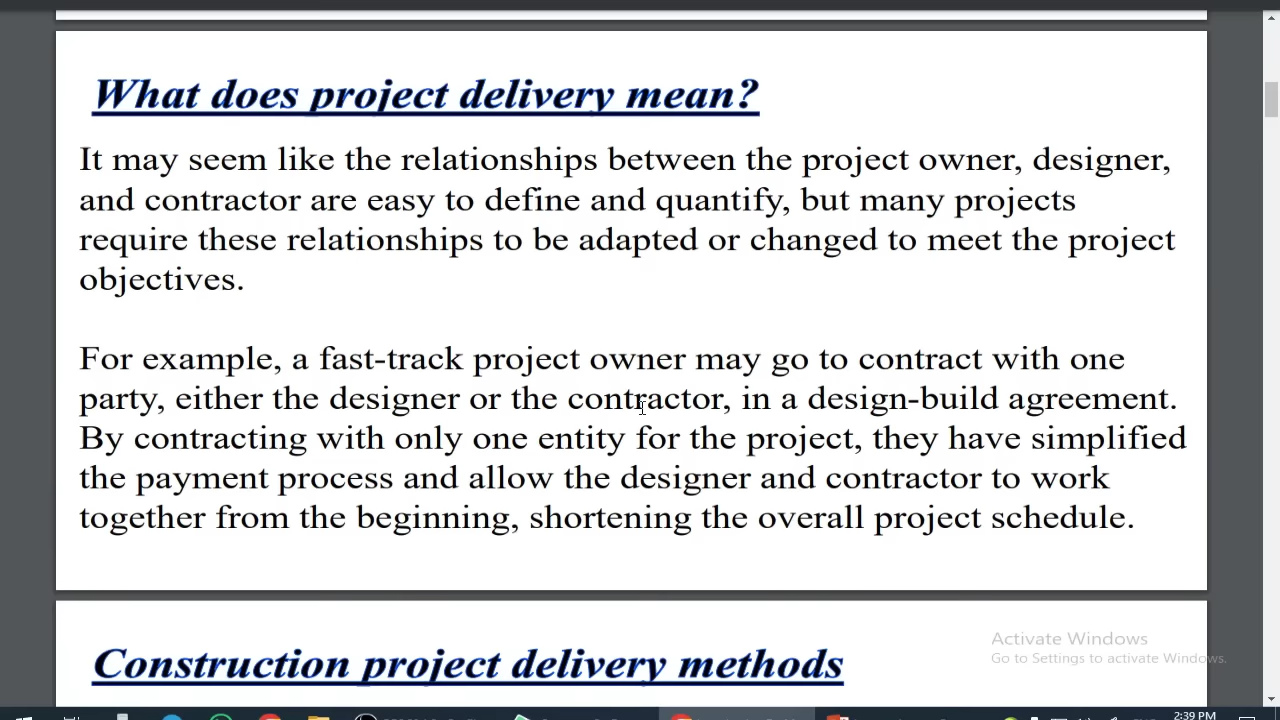 What does project delivery mean?
It may seem like the relationships between the project owner, designer,
and contractor are easy to define and quantify, but many projects
require these relationships to be adapted or changed to meet the project
objectives.
For example, a fast-track project owner may go to contract with one
party, either the designer or the contractor, in a design-build agreement.
By contracting with only one entity for the project, they have simplified
the payment process and allow the designer and contractor to work
together from the beginning, shortening the overall project schedule.
Activate Windows
Go to Settings to activate Windows.
Construction project delivery methods
2:39 PM